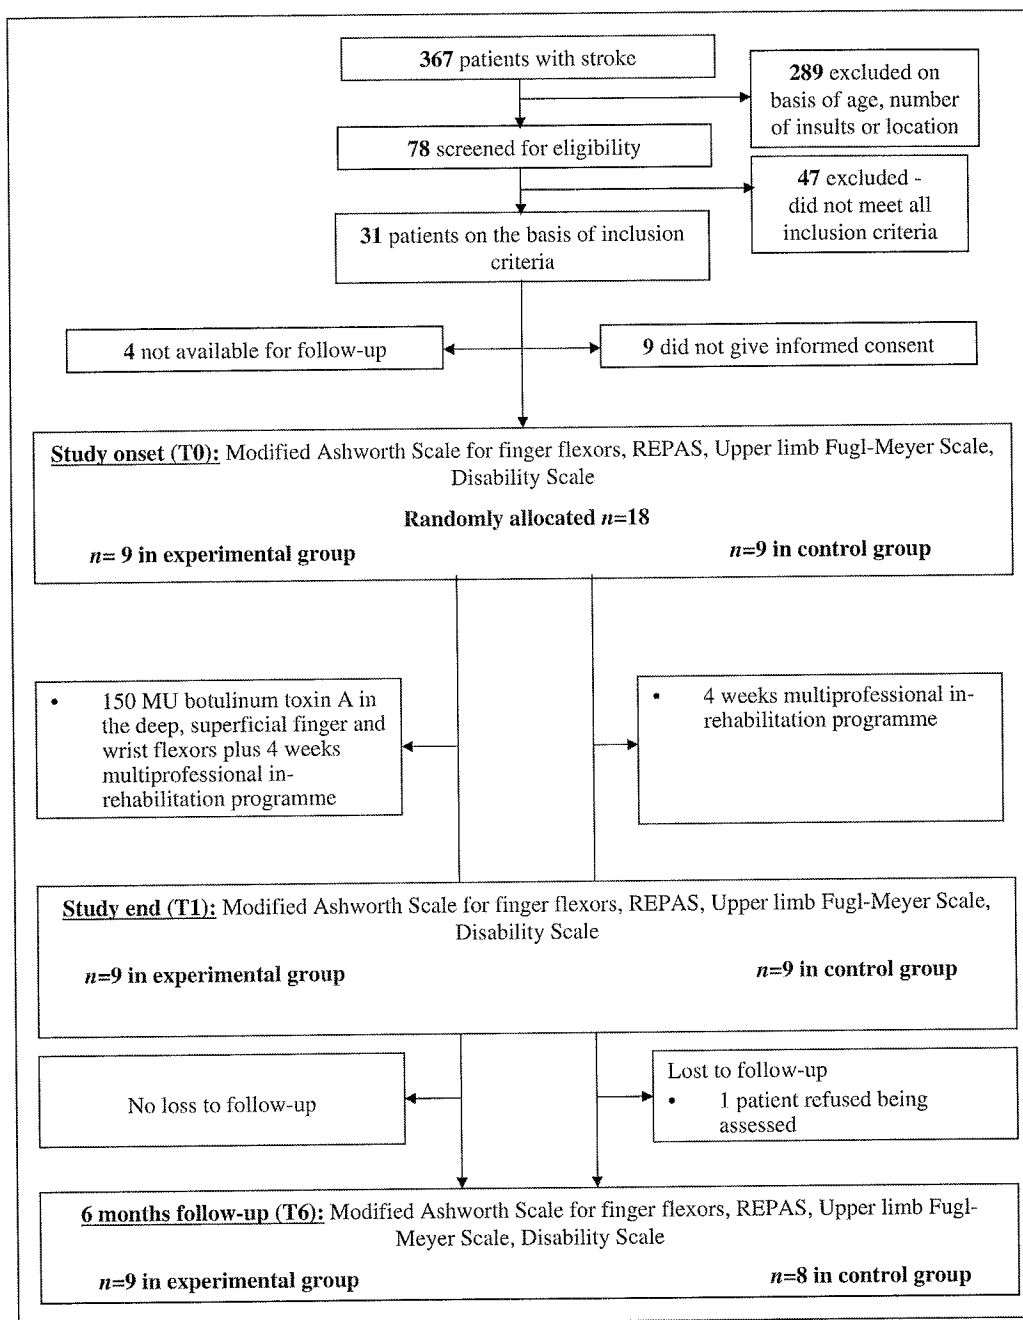 367 patients with stroke
289 excluded on
basis of age, number
of insults or location
78 screened for eligibility
47 excluded -
did not meet all
inclusion criteria
31 patients on the basis of inclusion
criteria
4 not available for follow-up
9 did not give informed consent
Study onset (T0): Modified Ashworth Scale for finger flexors, REPAS, Upper limb Fugl-Meyer Scale,
Disability Scale
Randomly allocated n=18
n= 9 in experimental group
n=9 in control group
• 150 MU botulinum toxin A in
the deep, superficial finger and
wrist flexors plus 4 weeks
multiprofessional in-
rehabilitation programme
• 4 weeks multiprofessional in-
rehabilitation programme
Study end (T1): Modified Ashworth Scale for finger flexors, REPAS, Upper limb Fugl-Meyer Scale,
Disability Scale
n=9 in experimental group
n=9 in control group
No loss to follow-up
Lost to follow-up
• 1 patient refused being
assessed
6 months follow-up (T6): Modified Ashworth Scale for finger flexors, REPAS, Upper limb Fugl-
Meyer Scale, Disability Scale
n=9 in experimental group
n=8 in control group